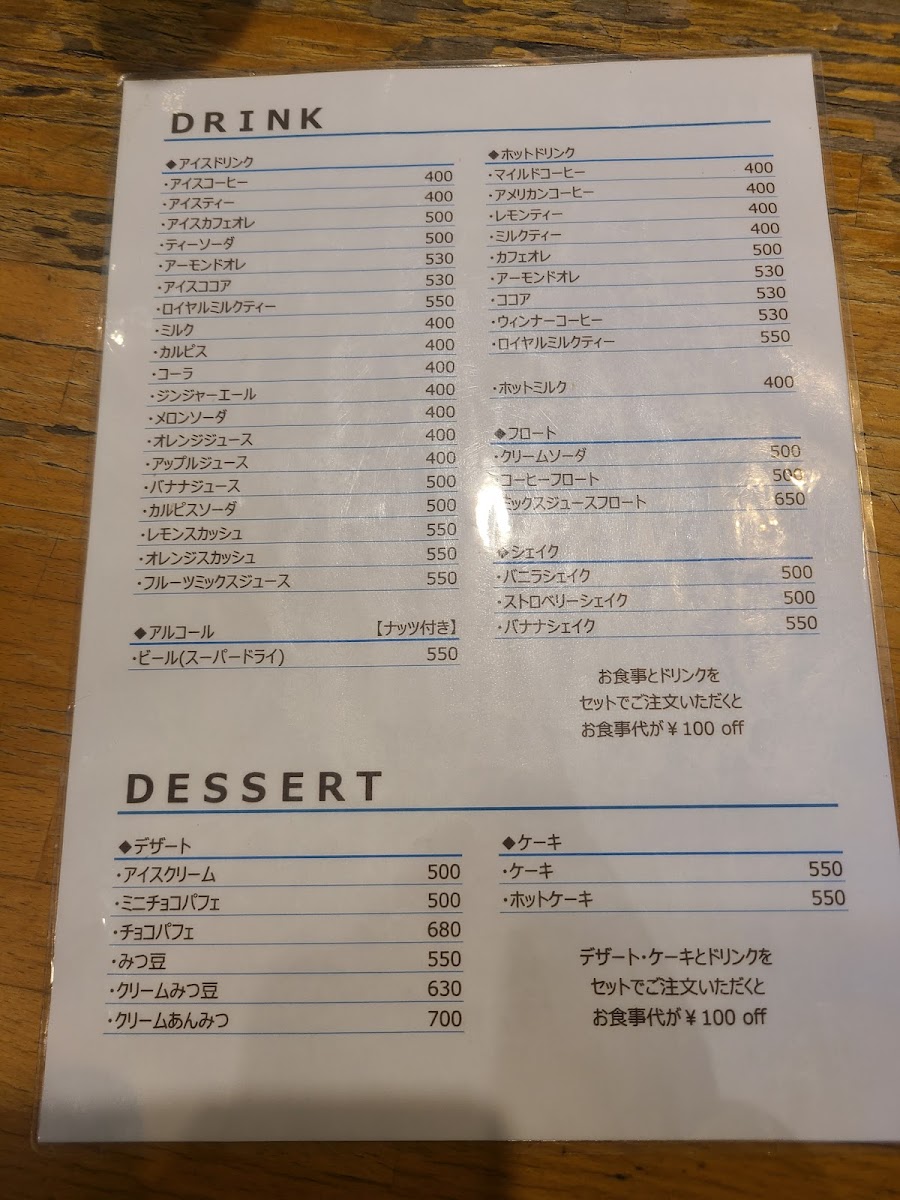 DRINK
◆アイスドリンク
・アイスコーヒー 400
・アイスティー 400
・アイスカフェオレ 500
・ティーソーダ 500
・アーモンドオレ 530
・アイスココア 530
・ロイヤルミルクティー 550
・ミルク 400
・カルピス 400
・コーラ 400
・ジンジャーエール 400
・メロンソーダ 400
・オレンジジュース 400
・アップルジュース 400
・バナナジュース 500
・カルピスソーダ 500
・レモンスカッシュ 550
・オレンジスカッシュ 550
・フルーツミックスジュース 550
◆アルコール 【ナッツ付き】
・ビール(スーパードライ) 550
◆ホットドリンク
・マイルドコーヒー 400
・アメリカンコーヒー 400
・レモンティー 400
・ミルクティー 400
・カフェオレ 500
・アーモンドオレ 530
・ココア 530
・ウィンナーコーヒー 530
・ロイヤルミルクティー 550
・ホットミルク 400
◆フロート
・クリームソーダ 500
・コーヒーフロート 500
・ミックスジュースフロート 650
◆シェイク
・バニラシェイク 500
・ストロベリーシェイク 500
・バナナシェイク 550
お食事とドリンクを
セットでご注文いただくと
お食事代が￥100 off
DESSERT
◆デザート
・アイスクリーム 500
・ミニチョコパフェ 500
・チョコパフェ 680
・みつ豆 550
・クリームみつ豆 630
・クリームあんみつ 700
◆ケーキ
・ケーキ 550
・ホットケーキ 550
デザート・ケーキとドリンクを
セットでご注文いただくと
お食事代が￥100 off